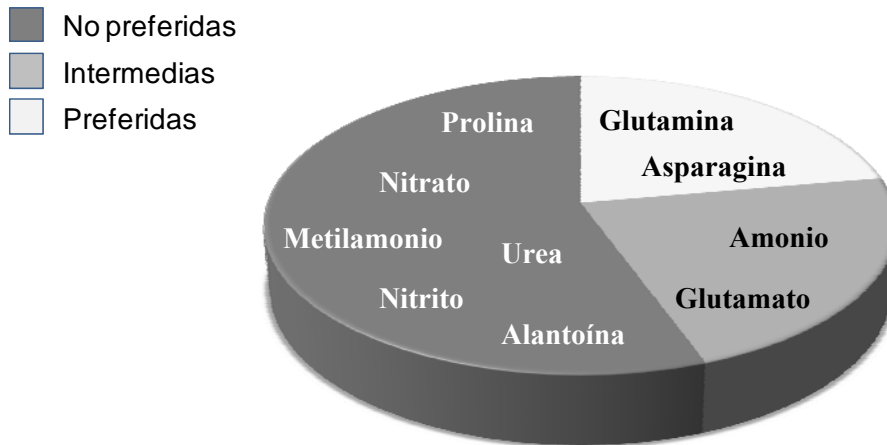 No preferidas
Intermedias
Preferidas
Prolina
Glutamina
Asparagina
Nitrato
Metilamonio
Urea
Amonio
Nitrito
Glutamato
Alantoína